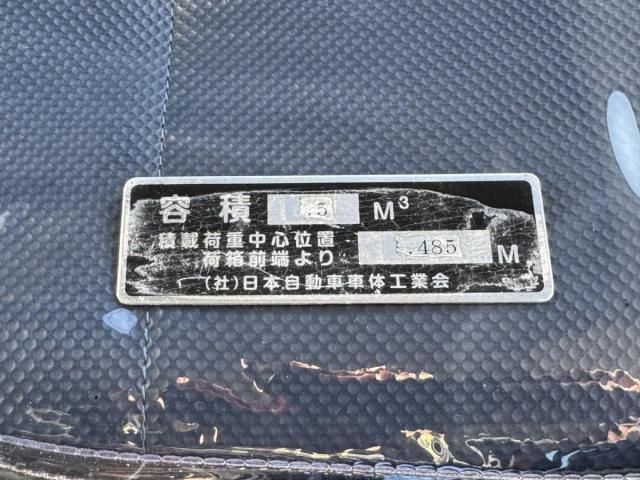 容積 .5 M³
積載荷重中心位置
荷箱前端より .485 M
(社)日本自動車車体工業会